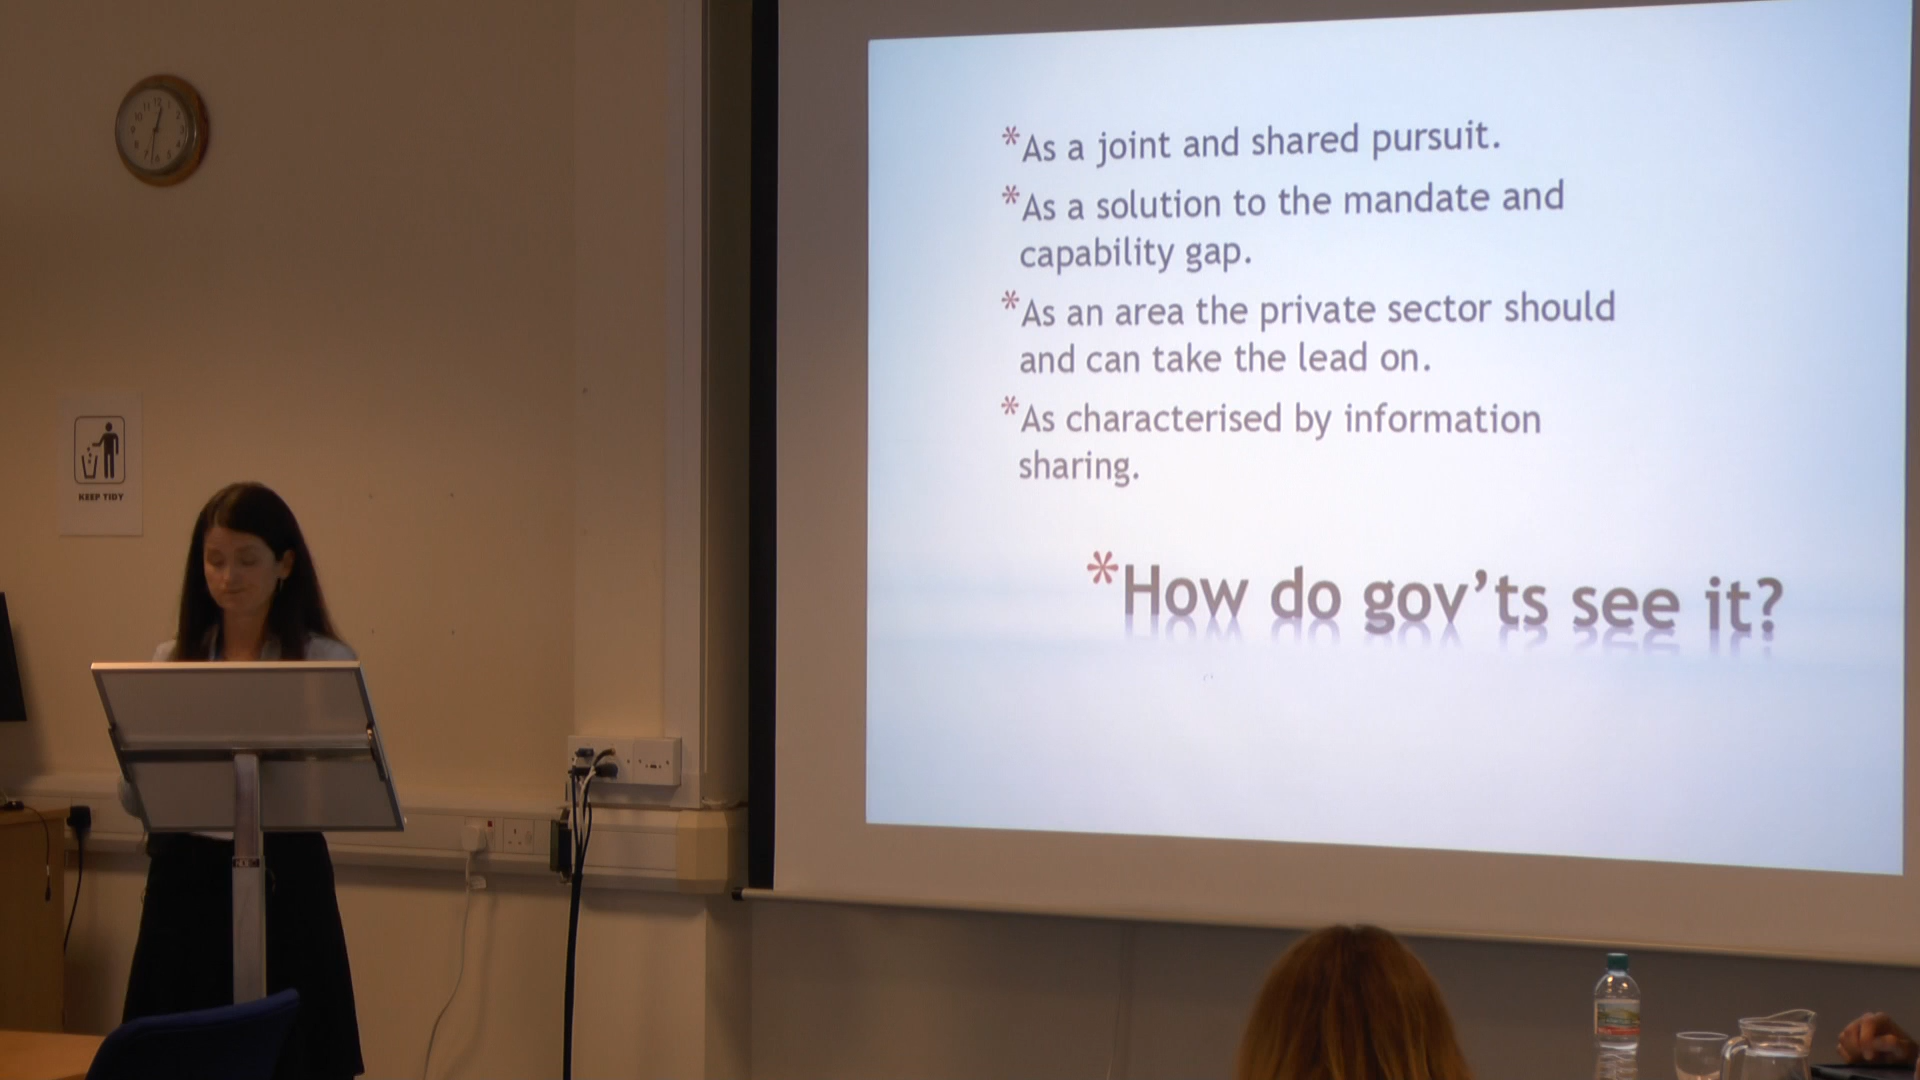 *As a joint and shared pursuit.
*As a solution to the mandate and
capability gap.
*As an area the private sector should
and can take the lead on.
*As characterised by information
sharing.
*How do gov'ts see it?
KEEP TIDY